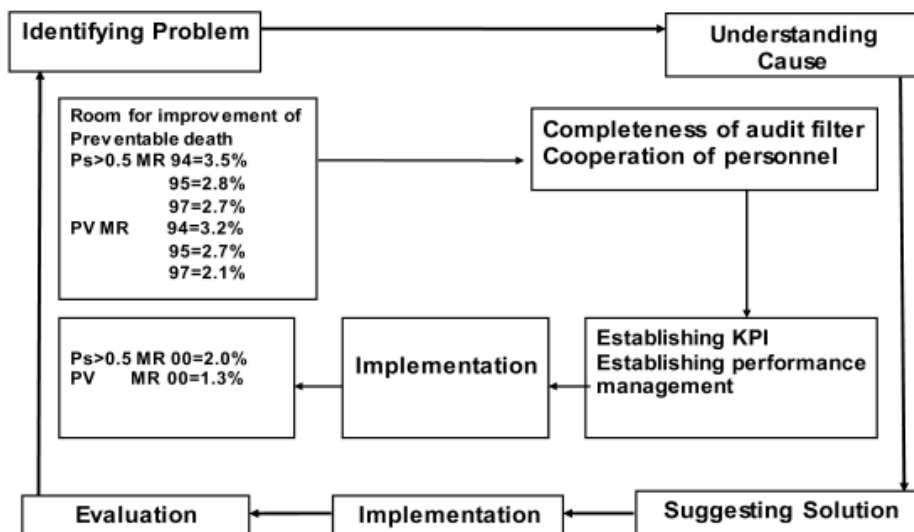 Identifying Problem
Understanding
Cause
Room for improvement of
Preventable death
Ps>0.5 MR 94=3.5%
95=2.8%
97=2.7%
PV MR 94=3.2%
95=2.7%
97=2.1%
Completeness of audit filter
Cooperation of personnel
Ps>0.5 MR 00=2.0%
PV MR 00=1.3%
Implementation
Establishing KPI
Establishing performance
management
Evaluation
Implementation
Suggesting Solution